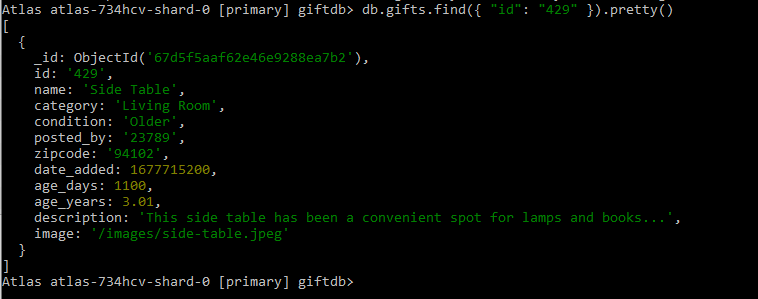 Atlas atlas-734hcv-shard-0 [primary] giftdb> db.gifts.find({ "id": "429" }).pretty()
[
  {
    _id: ObjectId('67d5f5aaf62e46e9288ea7b2'),
    id: '429',
    name: 'Side Table',
    category: 'Living Room',
    condition: 'Older',
    posted_by: '23789',
    zipcode: '94102',
    date_added: 1677715200,
    age_days: 1100,
    age_years: 3.01,
    description: 'This side table has been a convenient spot for lamps and books...',
    image: '/images/side-table.jpeg'
  }
]
Atlas atlas-734hcv-shard-0 [primary] giftdb>